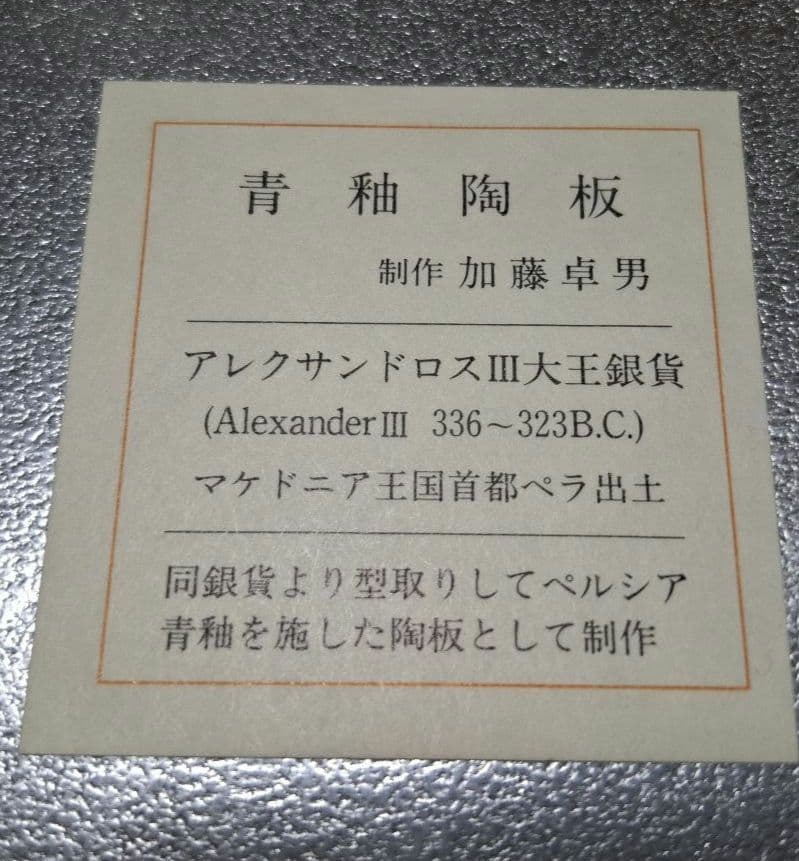 青釉陶板
制作 加藤卓男
アレクサンドロスIII大王銀貨
(AlexanderIII 336～323B.C.)
マケドニア王国首都ペラ出土
同銀貨より型取りしてペルシア
青釉を施した陶板として制作